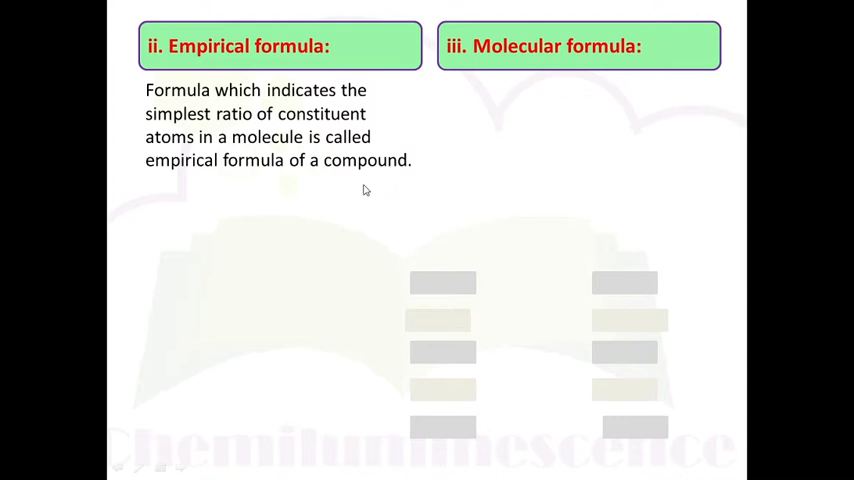 ii. Empirical formula:
iii. Molecular formula:
Formula which indicates the
simplest ratio of constituent
atoms in a molecule is called
empirical formula of a compound.
Chemiluminescence